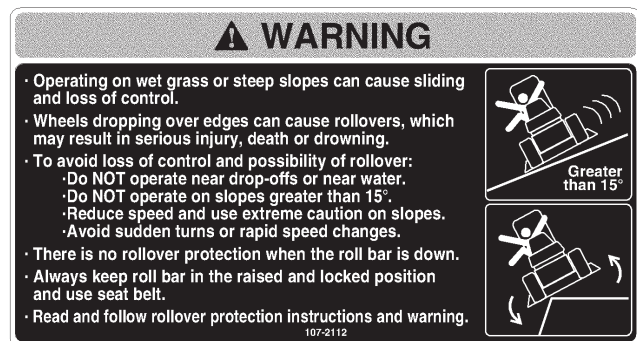 WARNING
· Operating on wet grass or steep slopes can cause sliding
and loss of control.
· Wheels dropping over edges can cause rollovers, which
may result in serious injury, death or drowning.
· To avoid loss of control and possibility of rollover:
·Do NOT operate near drop-offs or near water.
·Do NOT operate on slopes greater than 15°.
·Reduce speed and use extreme caution on slopes.
·Avoid sudden turns or rapid speed changes.
· There is no rollover protection when the roll bar is down.
· Always keep roll bar in the raised and locked position
and use seat belt.
· Read and follow rollover protection instructions and warning.
107-2112
Greater
than 15°